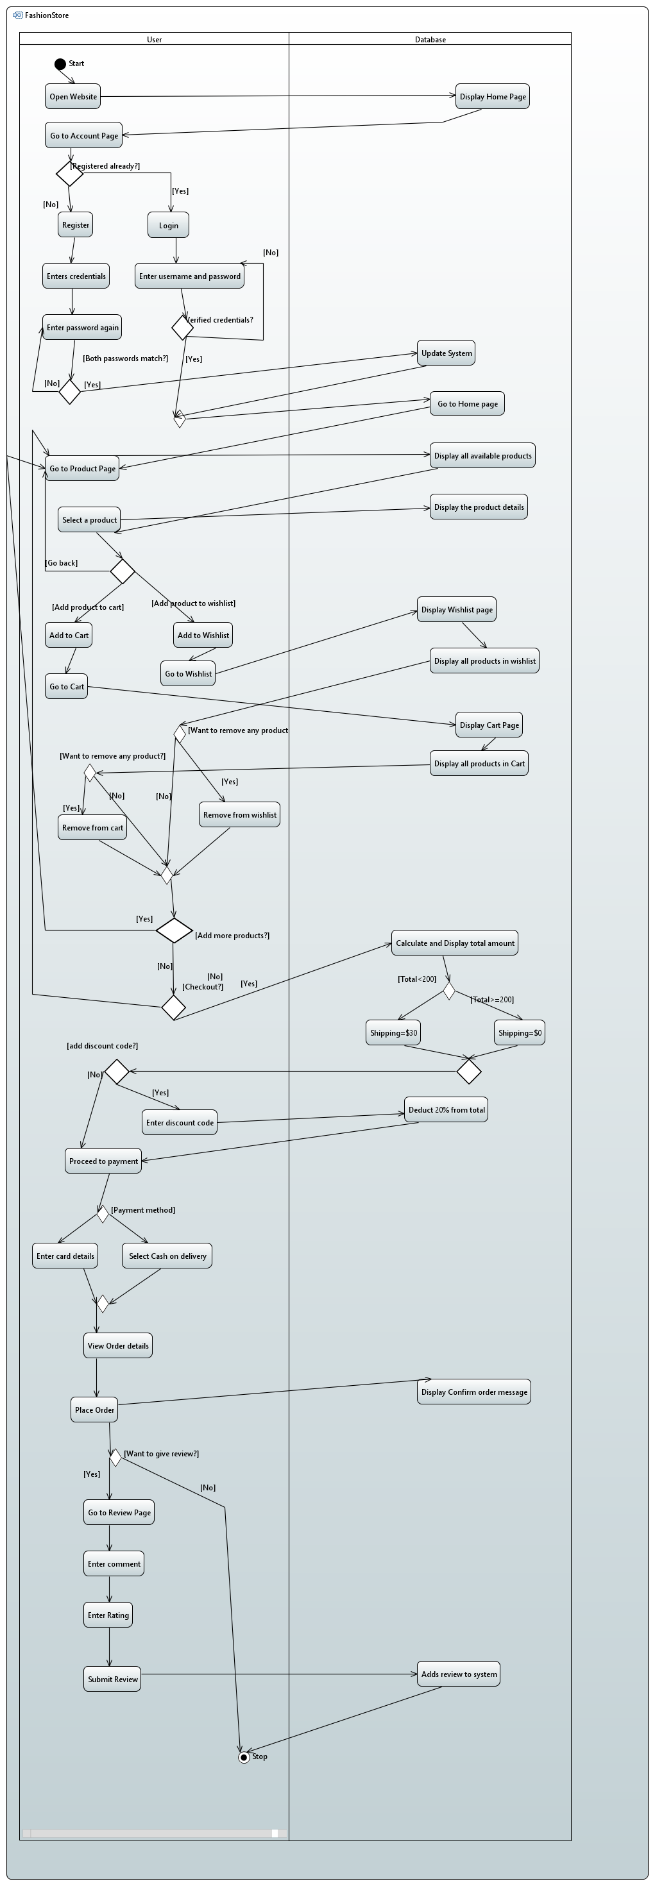 FashionStore
User
Database
Start
Open Website
Display Home Page
Go to Account Page
[Registered already?]
[Yes]
[No]
Register
Login
[No]
Enters credentials
Enter username and password
Enter password again
Verified credentials?
[Both passwords match?]
[Yes]
Update System
[No]
[Yes]
Go to Home page
Go to Product Page
Display all available products
Select a product
Display the product details
[Go back]
[Add product to cart]
[Add product to wishlist]
Display Wishlist page
Add to Cart
Add to Wishlist
Display all products in wishlist
Go to Wishlist
Go to Cart
Display Cart Page
[Want to remove any product
[Want to remove any product?]
Display all products in Cart
[Yes]
[No]
[No]
[Yes]
Remove from wishlist
Remove from cart
[Yes]
[Add more products?]
Calculate and Display total amount
[No]
[No]
[Checkout?]
[Yes]
[Total<200]
[Total>=200]
Shipping=$30
Shipping=$0
[add discount code?]
[No]
[Yes]
Enter discount code
Deduct 20% from total
Proceed to payment
[Payment method]
Enter card details
Select Cash on delivery
View Order details
Display Confirm order message
Place Order
[Want to give review?]
[Yes]
[No]
Go to Review Page
Enter comment
Enter Rating
Submit Review
Adds review to system
Stop